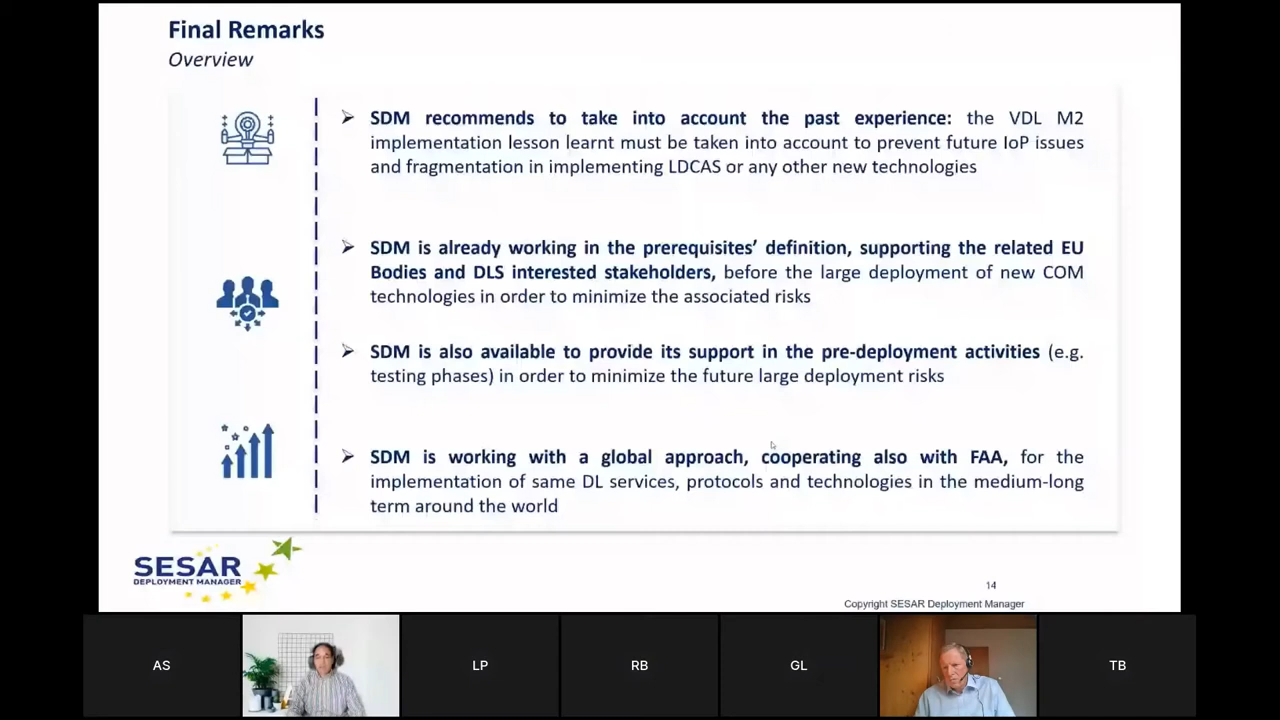 Final Remarks
Overview
➢ SDM recommends to take into account the past experience: the VDL M2
implementation lesson learnt must be taken into account to prevent future IoP issues
and fragmentation in implementing LDCAS or any other new technologies
➢ SDM is already working in the prerequisites’ definition, supporting the related EU
Bodies and DLS interested stakeholders, before the large deployment of new COM
technologies in order to minimize the associated risks
➢ SDM is also available to provide its support in the pre-deployment activities (e.g.
testing phases) in order to minimize the future large deployment risks
➢ SDM is working with a global approach, cooperating also with FAA, for the
implementation of same DL services, protocols and technologies in the medium-long
term around the world
SESAR
DEPLOYMENT MANAGER
14
Copyright SESAR Deployment Manager
AS
LP
RB
GL
TB